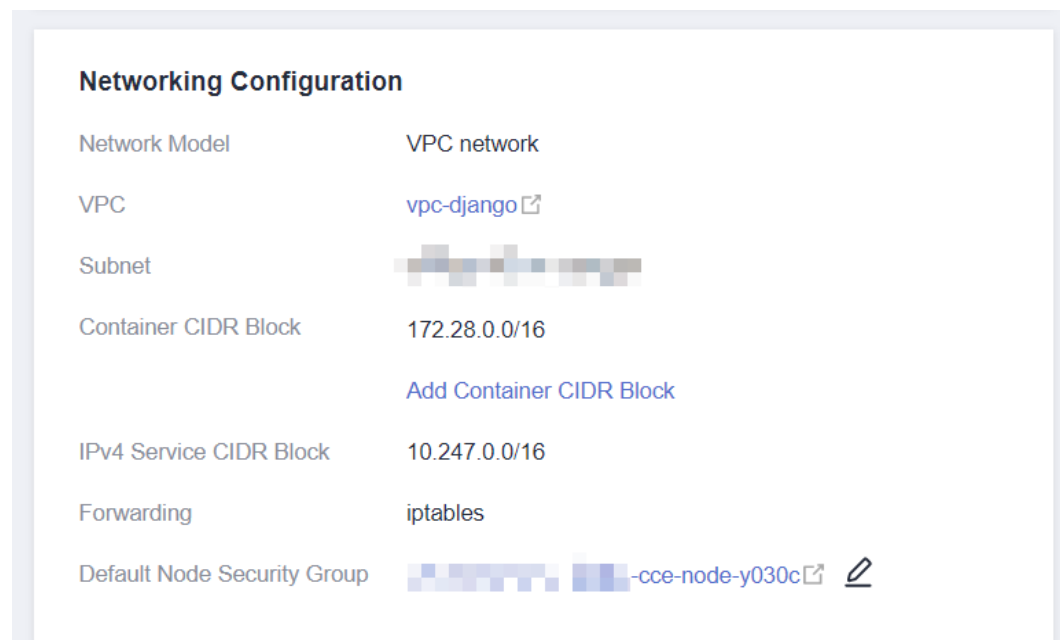 Networking Configuration
Network Model VPC network
VPC vpc-django
Subnet
Container CIDR Block 172.28.0.0/16
Add Container CIDR Block
IPv4 Service CIDR Block 10.247.0.0/16
Forwarding iptables
Default Node Security Group -cce-node-y030c